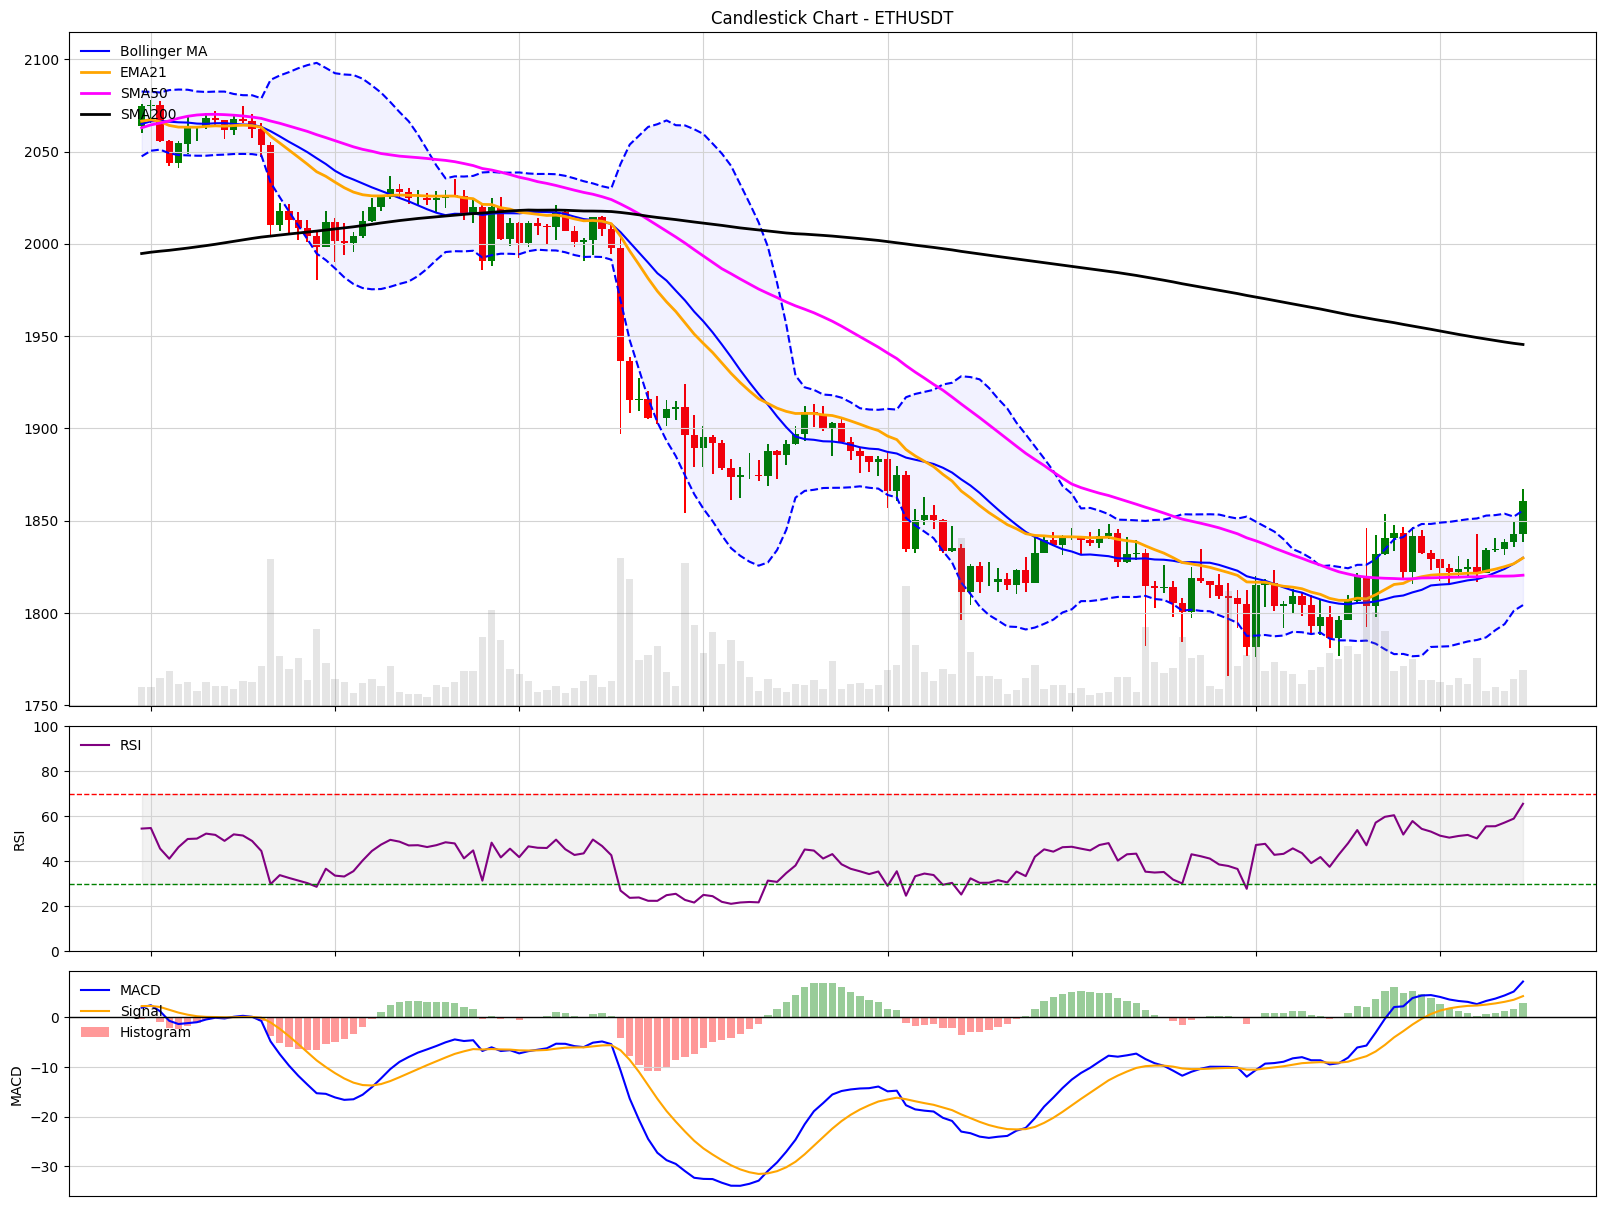 Candlestick Chart - ETHUSDT
Bollinger MA
EMA21
SMA50
SMA200
2100
2050
2000
1950
1900
1850
1800
1750
RSI
RSI
100
80
60
40
20
0
MACD
Signal
Histogram
MACD
0
−10
−20
−30